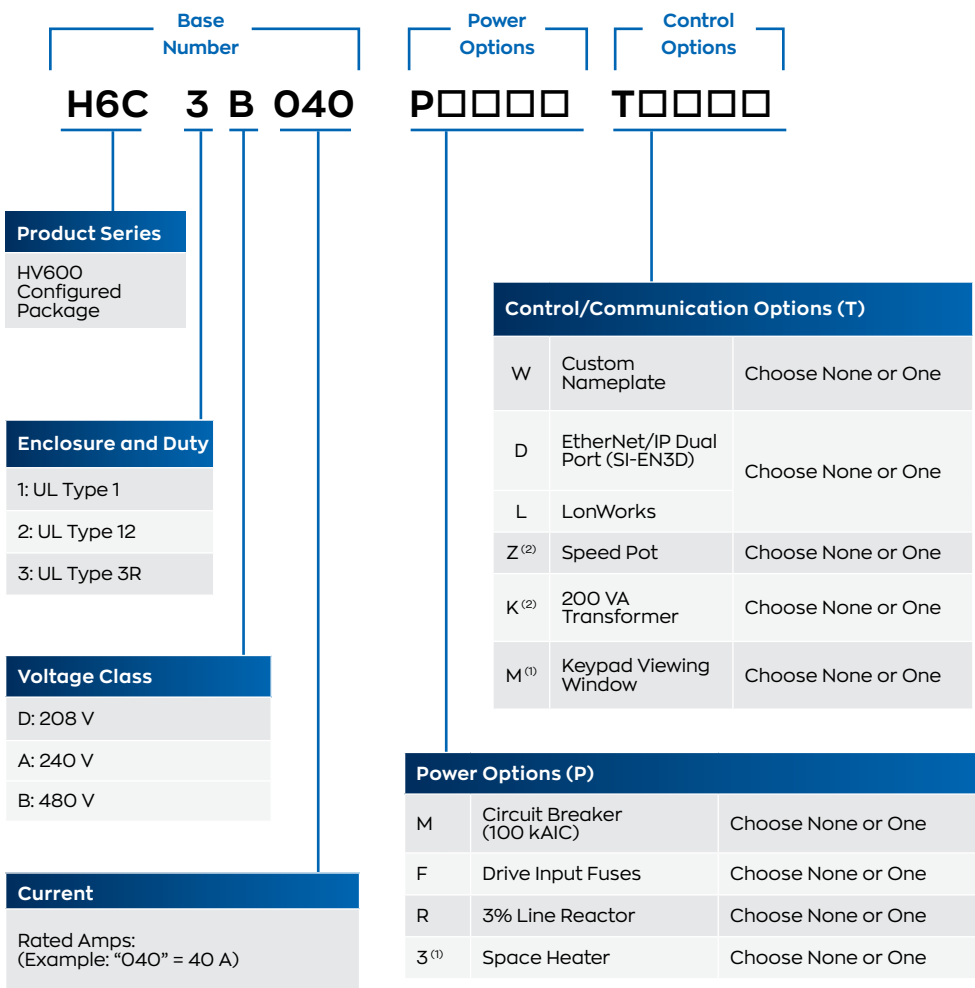 Base
Number
Power
Options
Control
Options
H6C 3 B 040 P□□□□ T□□□□
Product Series
HV600
Configured
Package
Enclosure and Duty
1: UL Type 1
2: UL Type 12
3: UL Type 3R
Voltage Class
D: 208 V
A: 240 V
B: 480 V
Current
Rated Amps:
(Example: “040” = 40 A)
Control/Communication Options (T)
W Custom Nameplate Choose None or One
D EtherNet/IP Dual Port (SI-EN3D) Choose None or One
L LonWorks
Z (2) Speed Pot Choose None or One
K (2) 200 VA Transformer Choose None or One
M (1) Keypad Viewing Window Choose None or One
Power Options (P)
M Circuit Breaker (100 kAIC) Choose None or One
F Drive Input Fuses Choose None or One
R 3% Line Reactor Choose None or One
3 (1) Space Heater Choose None or One